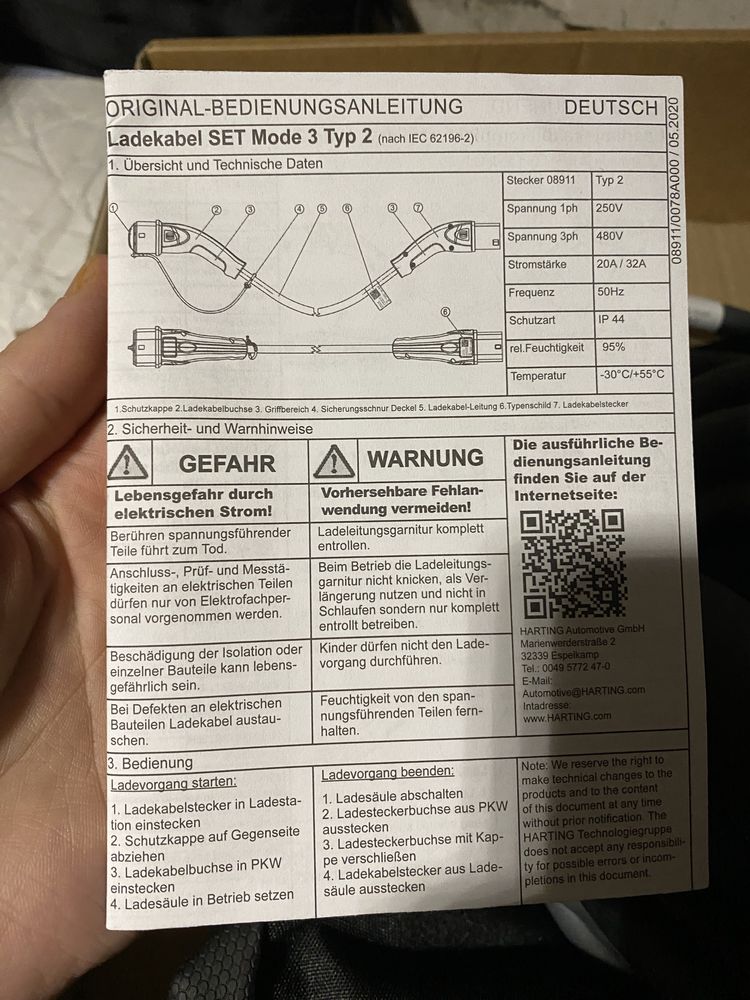 ORIGINAL-BEDIENUNGSANLEITUNG DEUTSCH
Ladekabel SET Mode 3 Typ 2 (nach IEC 62196-2)
08911/0078A000 / 05.2020
1. Übersicht und Technische Daten
1 2 3 4 5 6 3 7
6
Stecker 08911 Typ 2
Spannung 1ph 250V
Spannung 3ph 480V
Stromstärke 20A / 32A
Frequenz 50Hz
Schutzart IP 44
rel.Feuchtigkeit 95%
Temperatur -30°C/+55°C
1.Schutzkappe 2.Ladekabelbuchse 3. Griffbereich 4. Sicherungsschnur Deckel 5. Ladekabel-Leitung 6.Typenschild 7. Ladekabelstecker
2. Sicherheit- und Warnhinweise
GEFAHR
Lebensgefahr durch
elektrischen Strom!
Berühren spannungsführender
Teile führt zum Tod.
Anschluss-, Prüf- und Messtä-
tigkeiten an elektrischen Teilen
dürfen nur von Elektrofachper-
sonal vorgenommen werden.
Beschädigung der Isolation oder
einzelner Bauteile kann lebens-
gefährlich sein.
Bei Defekten an elektrischen
Bauteilen Ladekabel austau-
schen.
WARNUNG
Vorhersehbare Fehlan-
wendung vermeiden!
Ladeleitungsgarnitur komplett
entrollen.
Beim Betrieb die Ladeleitungs-
garnitur nicht knicken, als Ver-
längerung nutzen und nicht in
Schlaufen sondern nur komplett
entrollt betreiben.
Kinder dürfen nicht den Lade-
vorgang durchführen.
Feuchtigkeit von den span-
nungsführenden Teilen fern-
halten.
Die ausführliche Be-
dienungsanleitung
finden Sie auf der
Internetseite:
HARTING Automotive GmbH
Marienwerderstraße 2
32339 Espelkamp
Tel.: 0049 5772 47-0
E-Mail:
Automotive@HARTING.com
Intadresse:
www.HARTING.com
3. Bedienung
Ladevorgang starten:
1. Ladekabelstecker in Ladesta-
tion einstecken
2. Schutzkappe auf Gegenseite
abziehen
3. Ladekabelbuchse in PKW
einstecken
4. Ladesäule in Betrieb setzen
Ladevorgang beenden:
1. Ladesäule abschalten
2. Ladesteckerbuchse aus PKW
ausstecken
3. Ladesteckerbuchse mit Kap-
pe verschließen
4. Ladekabelstecker aus Lade-
säule ausstecken
Note: We reserve the right to
make technical changes to the
products and to the content
of this document at any time
without prior notification. The
HARTING Technologiegruppe
does not accept any responsibili-
ty for possible errors or incom-
pletions in this document.